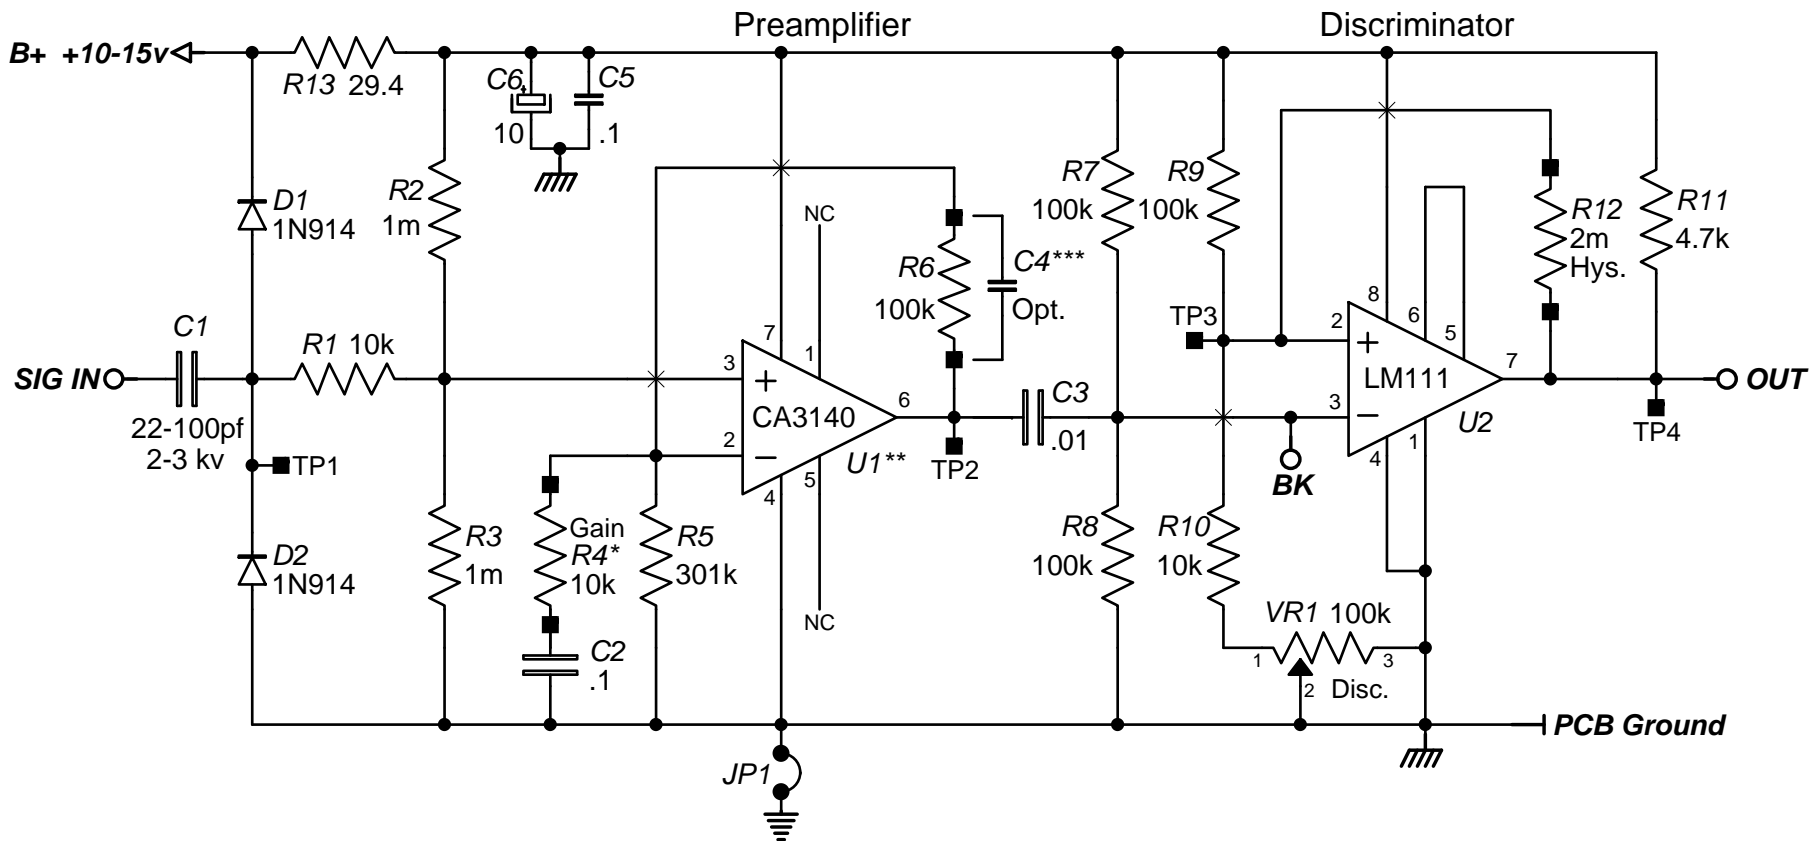 Preamplifier
Discriminator
B+ +10-15v
R13 29.4
C6
10
C5
.1
R2
1m
D1
1N914
NC
R7
100k
R9
100k
R12
2m
Hys.
R11
4.7k
R6
100k
C4***
Opt.
C1
22-100pf
2-3 kv
SIG IN
R1 10k
TP1
3
7
1
CA3140
2
4
5
6
U1**
TP2
C3
.01
TP3
2
8
6
5
LM111
7
3
4
1
U2
OUT
TP4
BK
D2
1N914
R3
1m
Gain
R4*
10k
R5
301k
NC
R8
100k
R10
10k
VR1 100k
1
3
2
Disc.
C2
.1
PCB Ground
JP1